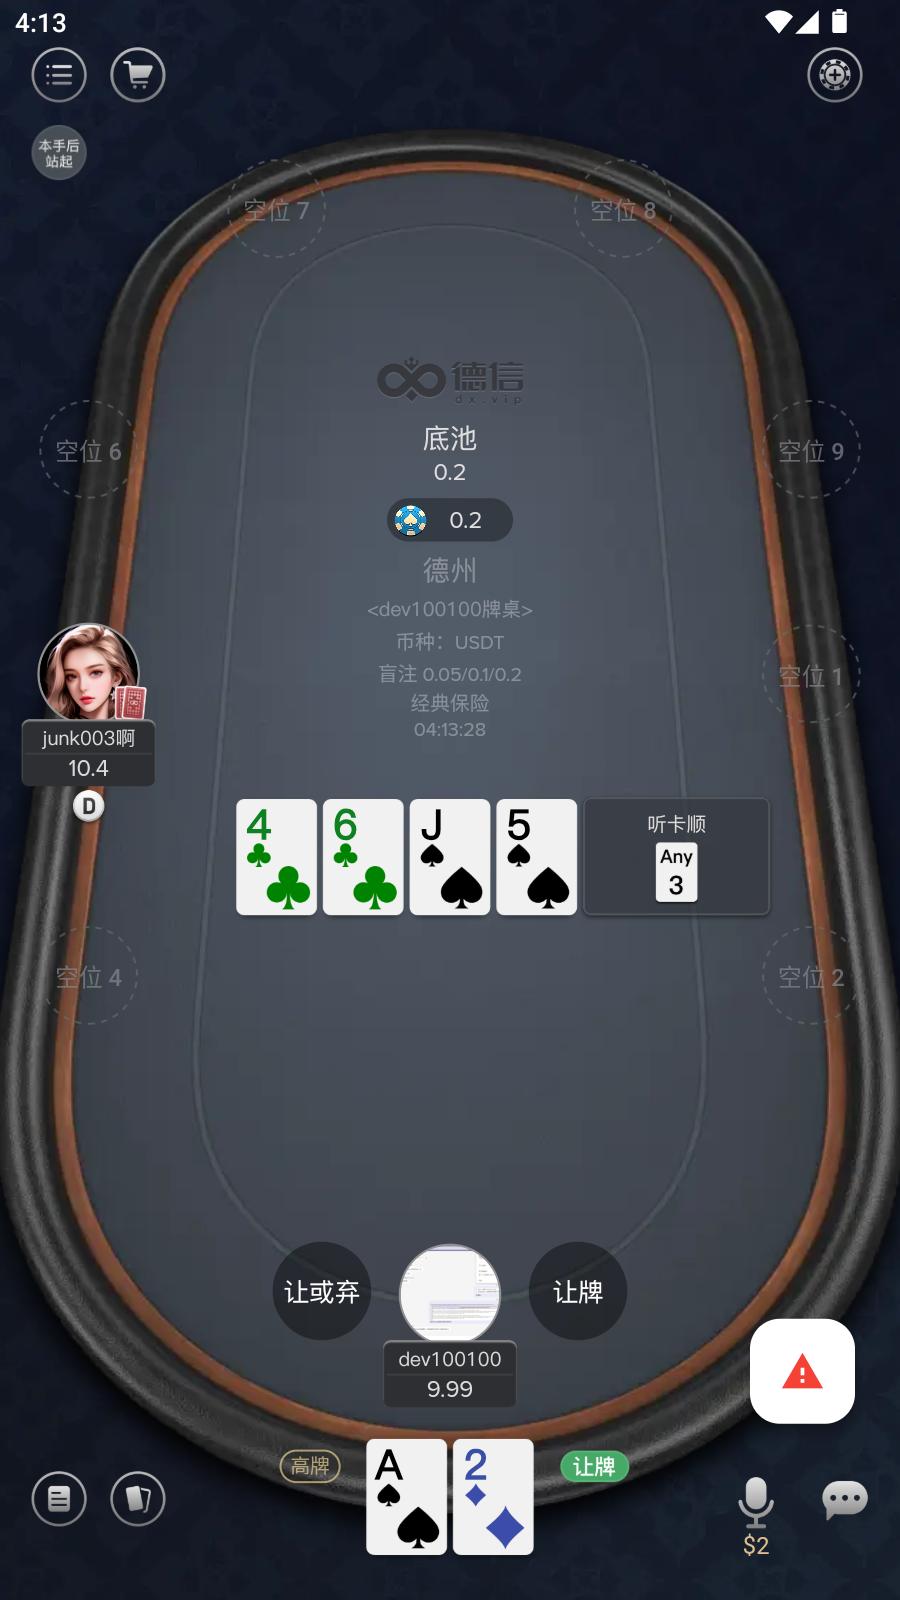 4:13
本手后
站起
空位 7
空位 8
德信
dx.vip
底池
0.2
空位 6
空位 9
0.2
德州
<dev100100牌桌>
币种：USDT
盲注 0.05/0.1/0.2
空位 1
经典保险
04:13:28
junk003啊
10.4
D
4
6
J
5
听卡顺
Any
3
空位 4
空位 2
让或弃
让牌
dev100100
9.99
高牌
A
2
让牌
$2